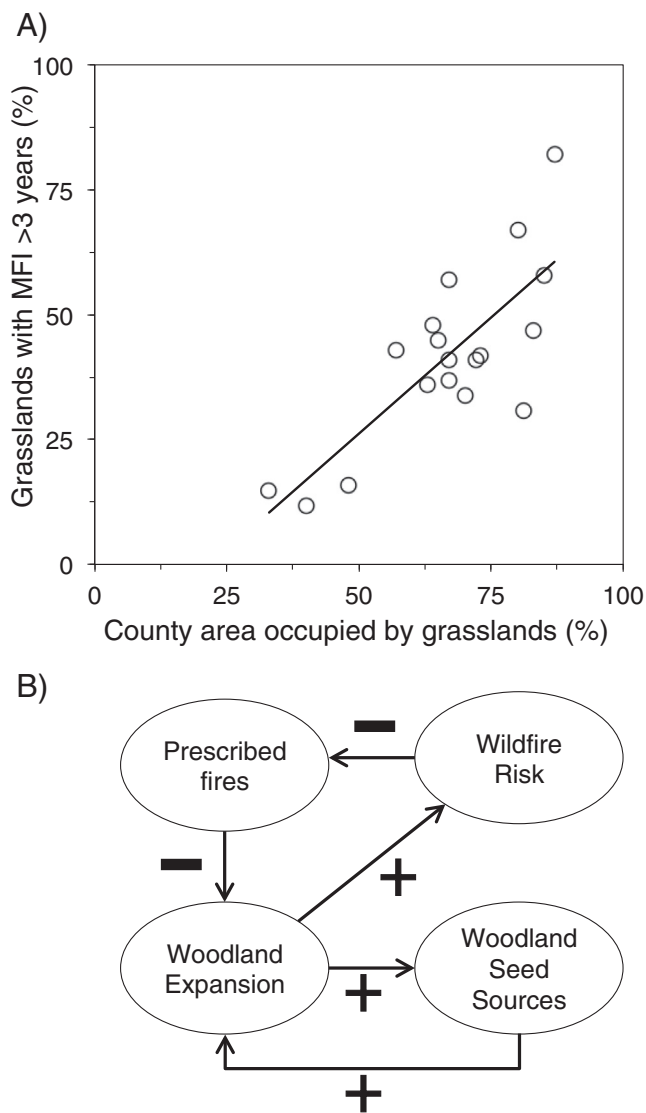 A)
Grasslands with MFI >3 years (%)
100
75
50
25
0
0 25 50 75 100
County area occupied by grasslands (%)
B)
Prescribed
fires
−
Wildfire
Risk
−
+
Woodland
Expansion
+
Woodland
Seed
Sources
+